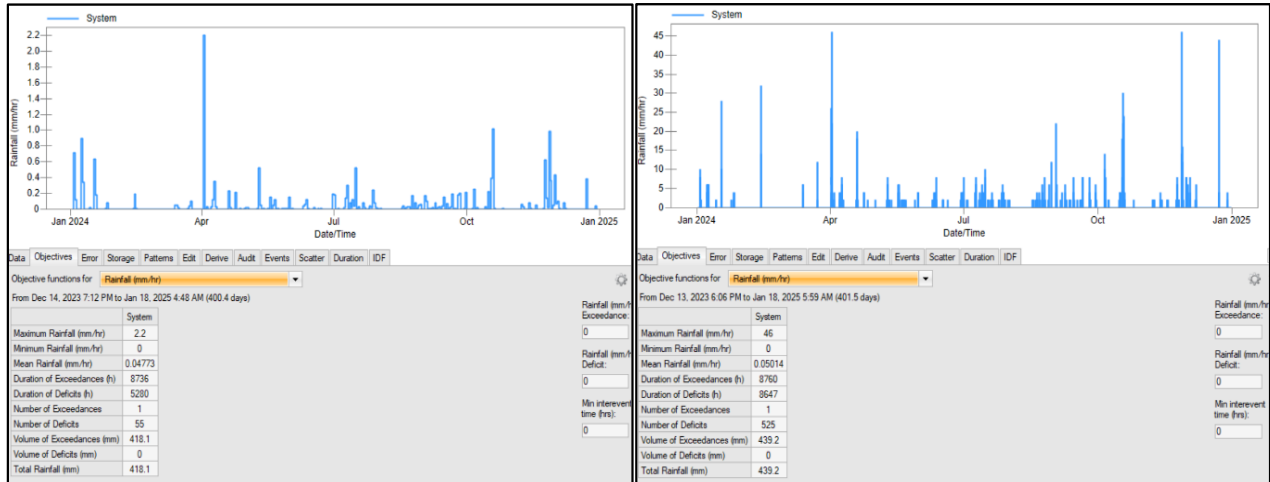 System
2.2
2.0
1.8
1.6
1.4
1.2
1.0
0.8
0.6
0.4
0.2
0
Rainfall (mm/hr)
Jan 2024 Apr Jul Oct Jan 2025
Date/Time
Data Objectives Error Storage Patterns Edit Derive Audit Events Scatter Duration IDF
Objective functions for Rainfall (mm/hr)
From Dec 14, 2023 7:12 PM to Jan 18, 2025 4:48 AM (400.4 days)
System
Maximum Rainfall (mm/hr) 2.2
Minimum Rainfall (mm/hr) 0
Mean Rainfall (mm/hr) 0.04773
Duration of Exceedances (h) 8736
Duration of Deficits (h) 5280
Number of Exceedances 1
Number of Deficits 55
Volume of Exceedances (mm) 418.1
Volume of Deficits (mm) 0
Total Rainfall (mm) 418.1
Rainfall (mm/h
Exceedance:
0
Rainfall (mm/h
Deficit:
0
Min interevent
time (hrs):
0
System
45
40
35
30
25
20
15
10
5
0
Rainfall (mm/hr)
Jan 2024 Apr Jul Oct Jan 2025
Date/Time
Data Objectives Error Storage Patterns Edit Derive Audit Events Scatter Duration IDF
Objective functions for Rainfall (mm/hr)
From Dec 13, 2023 6:06 PM to Jan 18, 2025 5:59 AM (401.5 days)
System
Maximum Rainfall (mm/hr) 46
Minimum Rainfall (mm/hr) 0
Mean Rainfall (mm/hr) 0.05014
Duration of Exceedances (h) 8760
Duration of Deficits (h) 8647
Number of Exceedances 1
Number of Deficits 525
Volume of Exceedances (mm) 439.2
Volume of Deficits (mm) 0
Total Rainfall (mm) 439.2
Rainfall (mm/hr
Exceedance:
0
Rainfall (mm/hr
Deficit:
0
Min interevent
time (hrs):
0